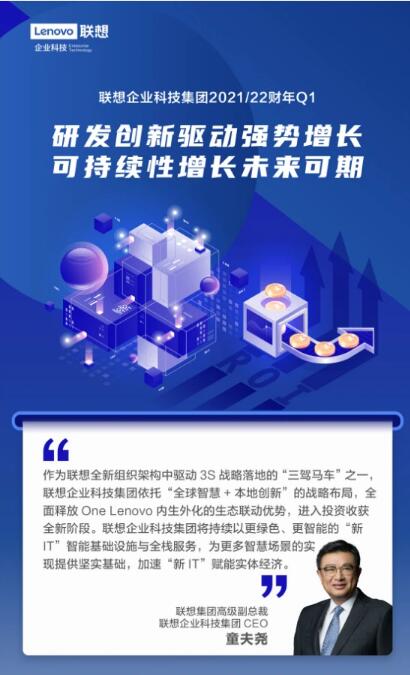 Lenovo 联想
企业科技 Enterprise Technology
联想企业科技集团2021/22财年Q1
研发创新驱动强势增长
可持续性增长未来可期
ROI
作为联想全新组织架构中驱动 3S 战略落地的“三驾马车”之一，
联想企业科技集团依托“全球智慧 + 本地创新”的战略布局，全
面释放 One Lenovo 内生外化的生态联动优势，进入投资收获
全新阶段。联想企业科技集团将持续以更绿色、更智能的“新
IT”智能基础设施与全栈服务，为更多智慧场景的实
现提供坚实基础，加速“新 IT”赋能实体经济。
联想集团高级副总裁
联想企业科技集团 CEO
童夫尧